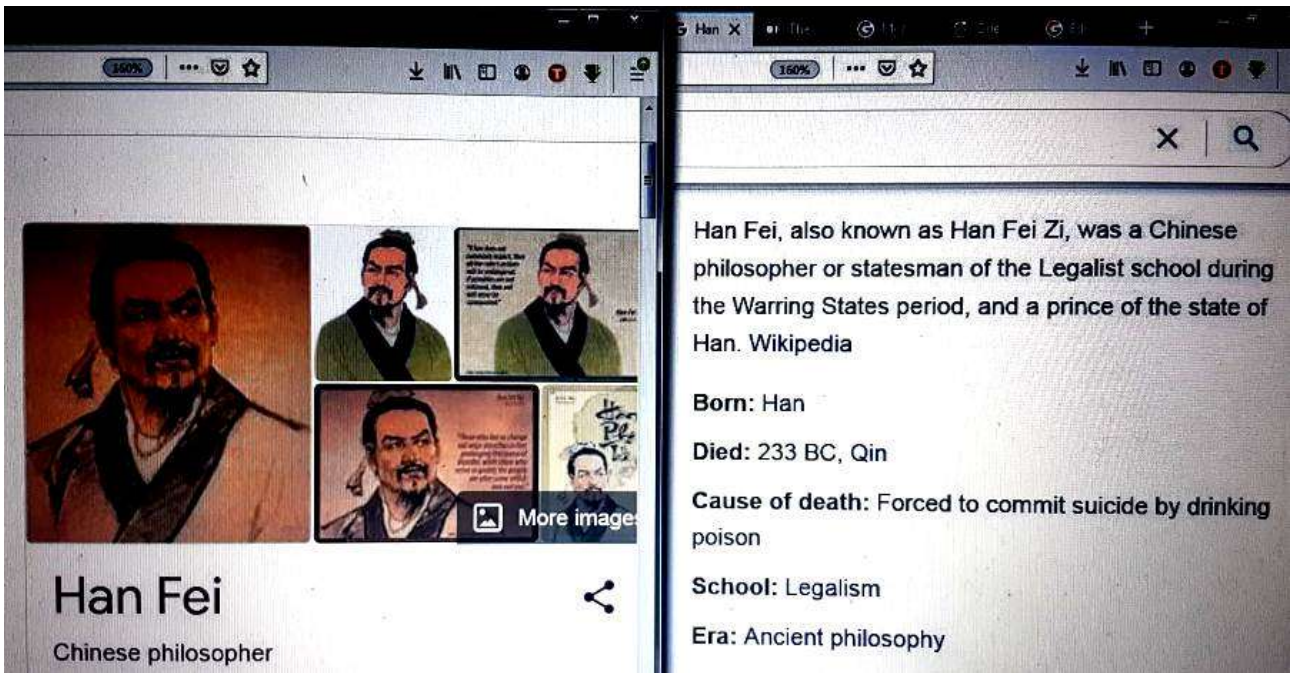 160%
Han Fei
Chinese philosopher
More images
Han
160%
Han Fei, also known as Han Fei Zi, was a Chinese
philosopher or statesman of the Legalist school during
the Warring States period, and a prince of the state of
Han. Wikipedia
Born: Han
Died: 233 BC, Qin
Cause of death: Forced to commit suicide by drinking
poison
School: Legalism
Era: Ancient philosophy